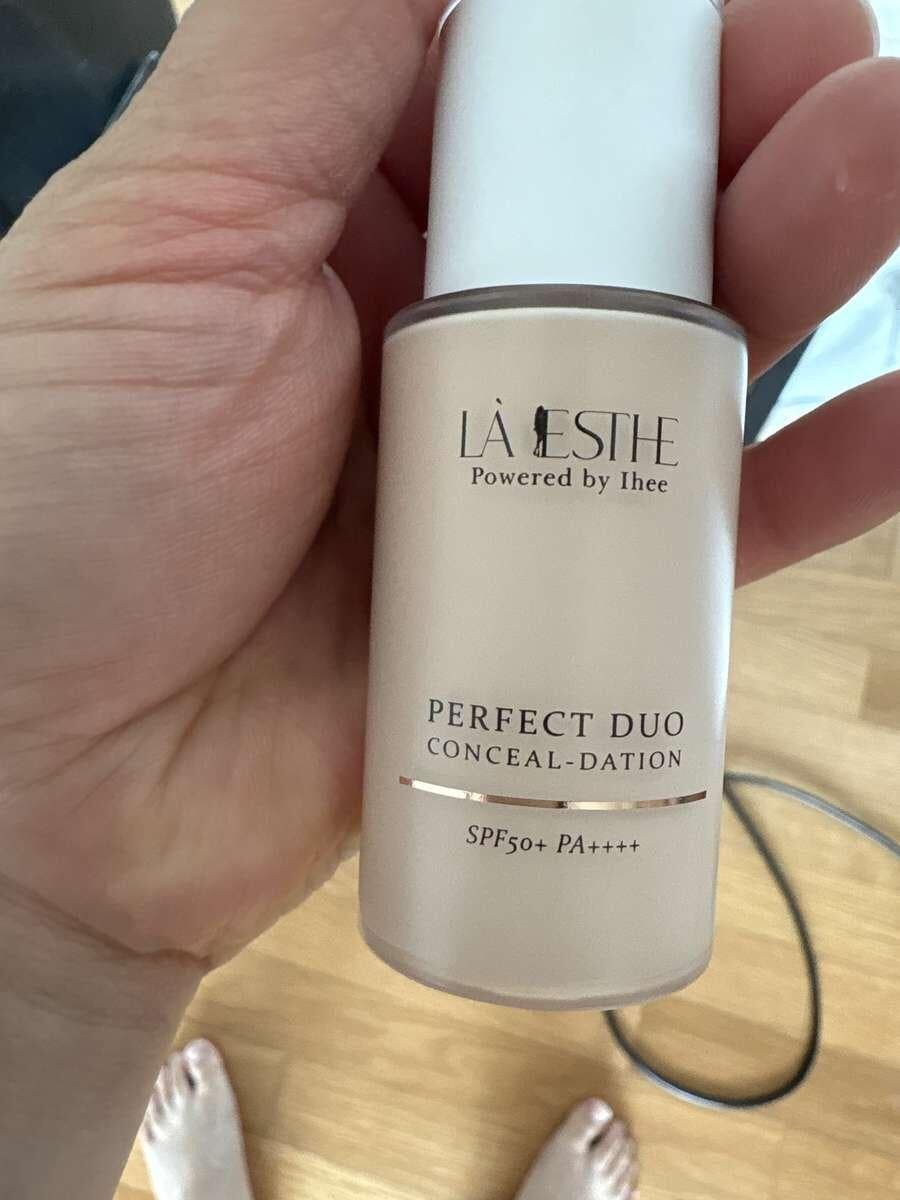 LÀ ESTHE
Powered by Ihee
PERFECT DUO
CONCEAL-DATION
SPF50+ PA++++